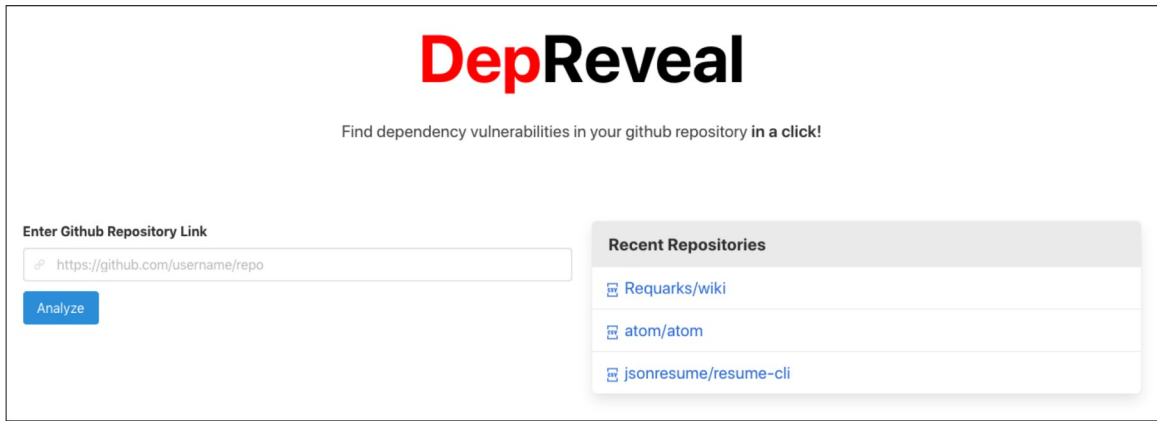 DepReveal
Find dependency vulnerabilities in your github repository in a click!
Enter Github Repository Link
https://github.com/username/repo
Analyze
Recent Repositories
Requarks/wiki
atom/atom
jsonresume/resume-cli